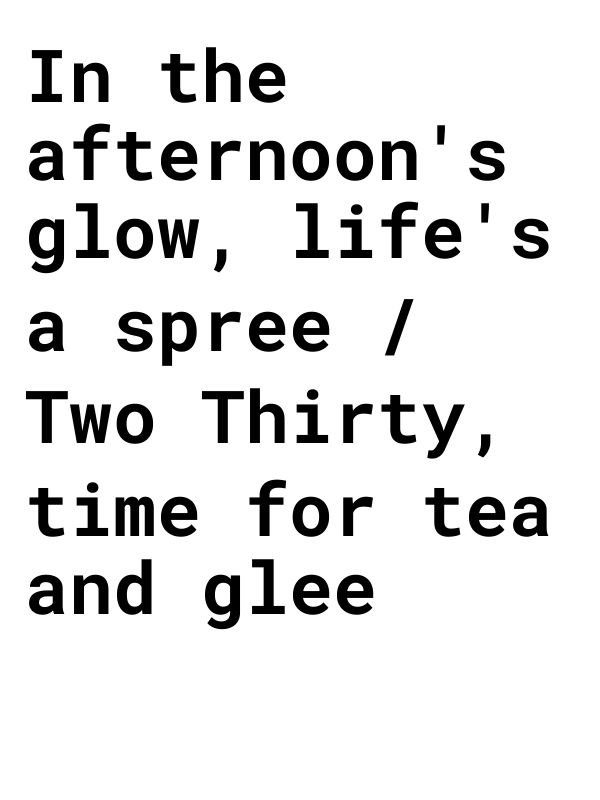 In the
afternoon's
glow, life's
a spree /
Two Thirty,
time for tea
and glee